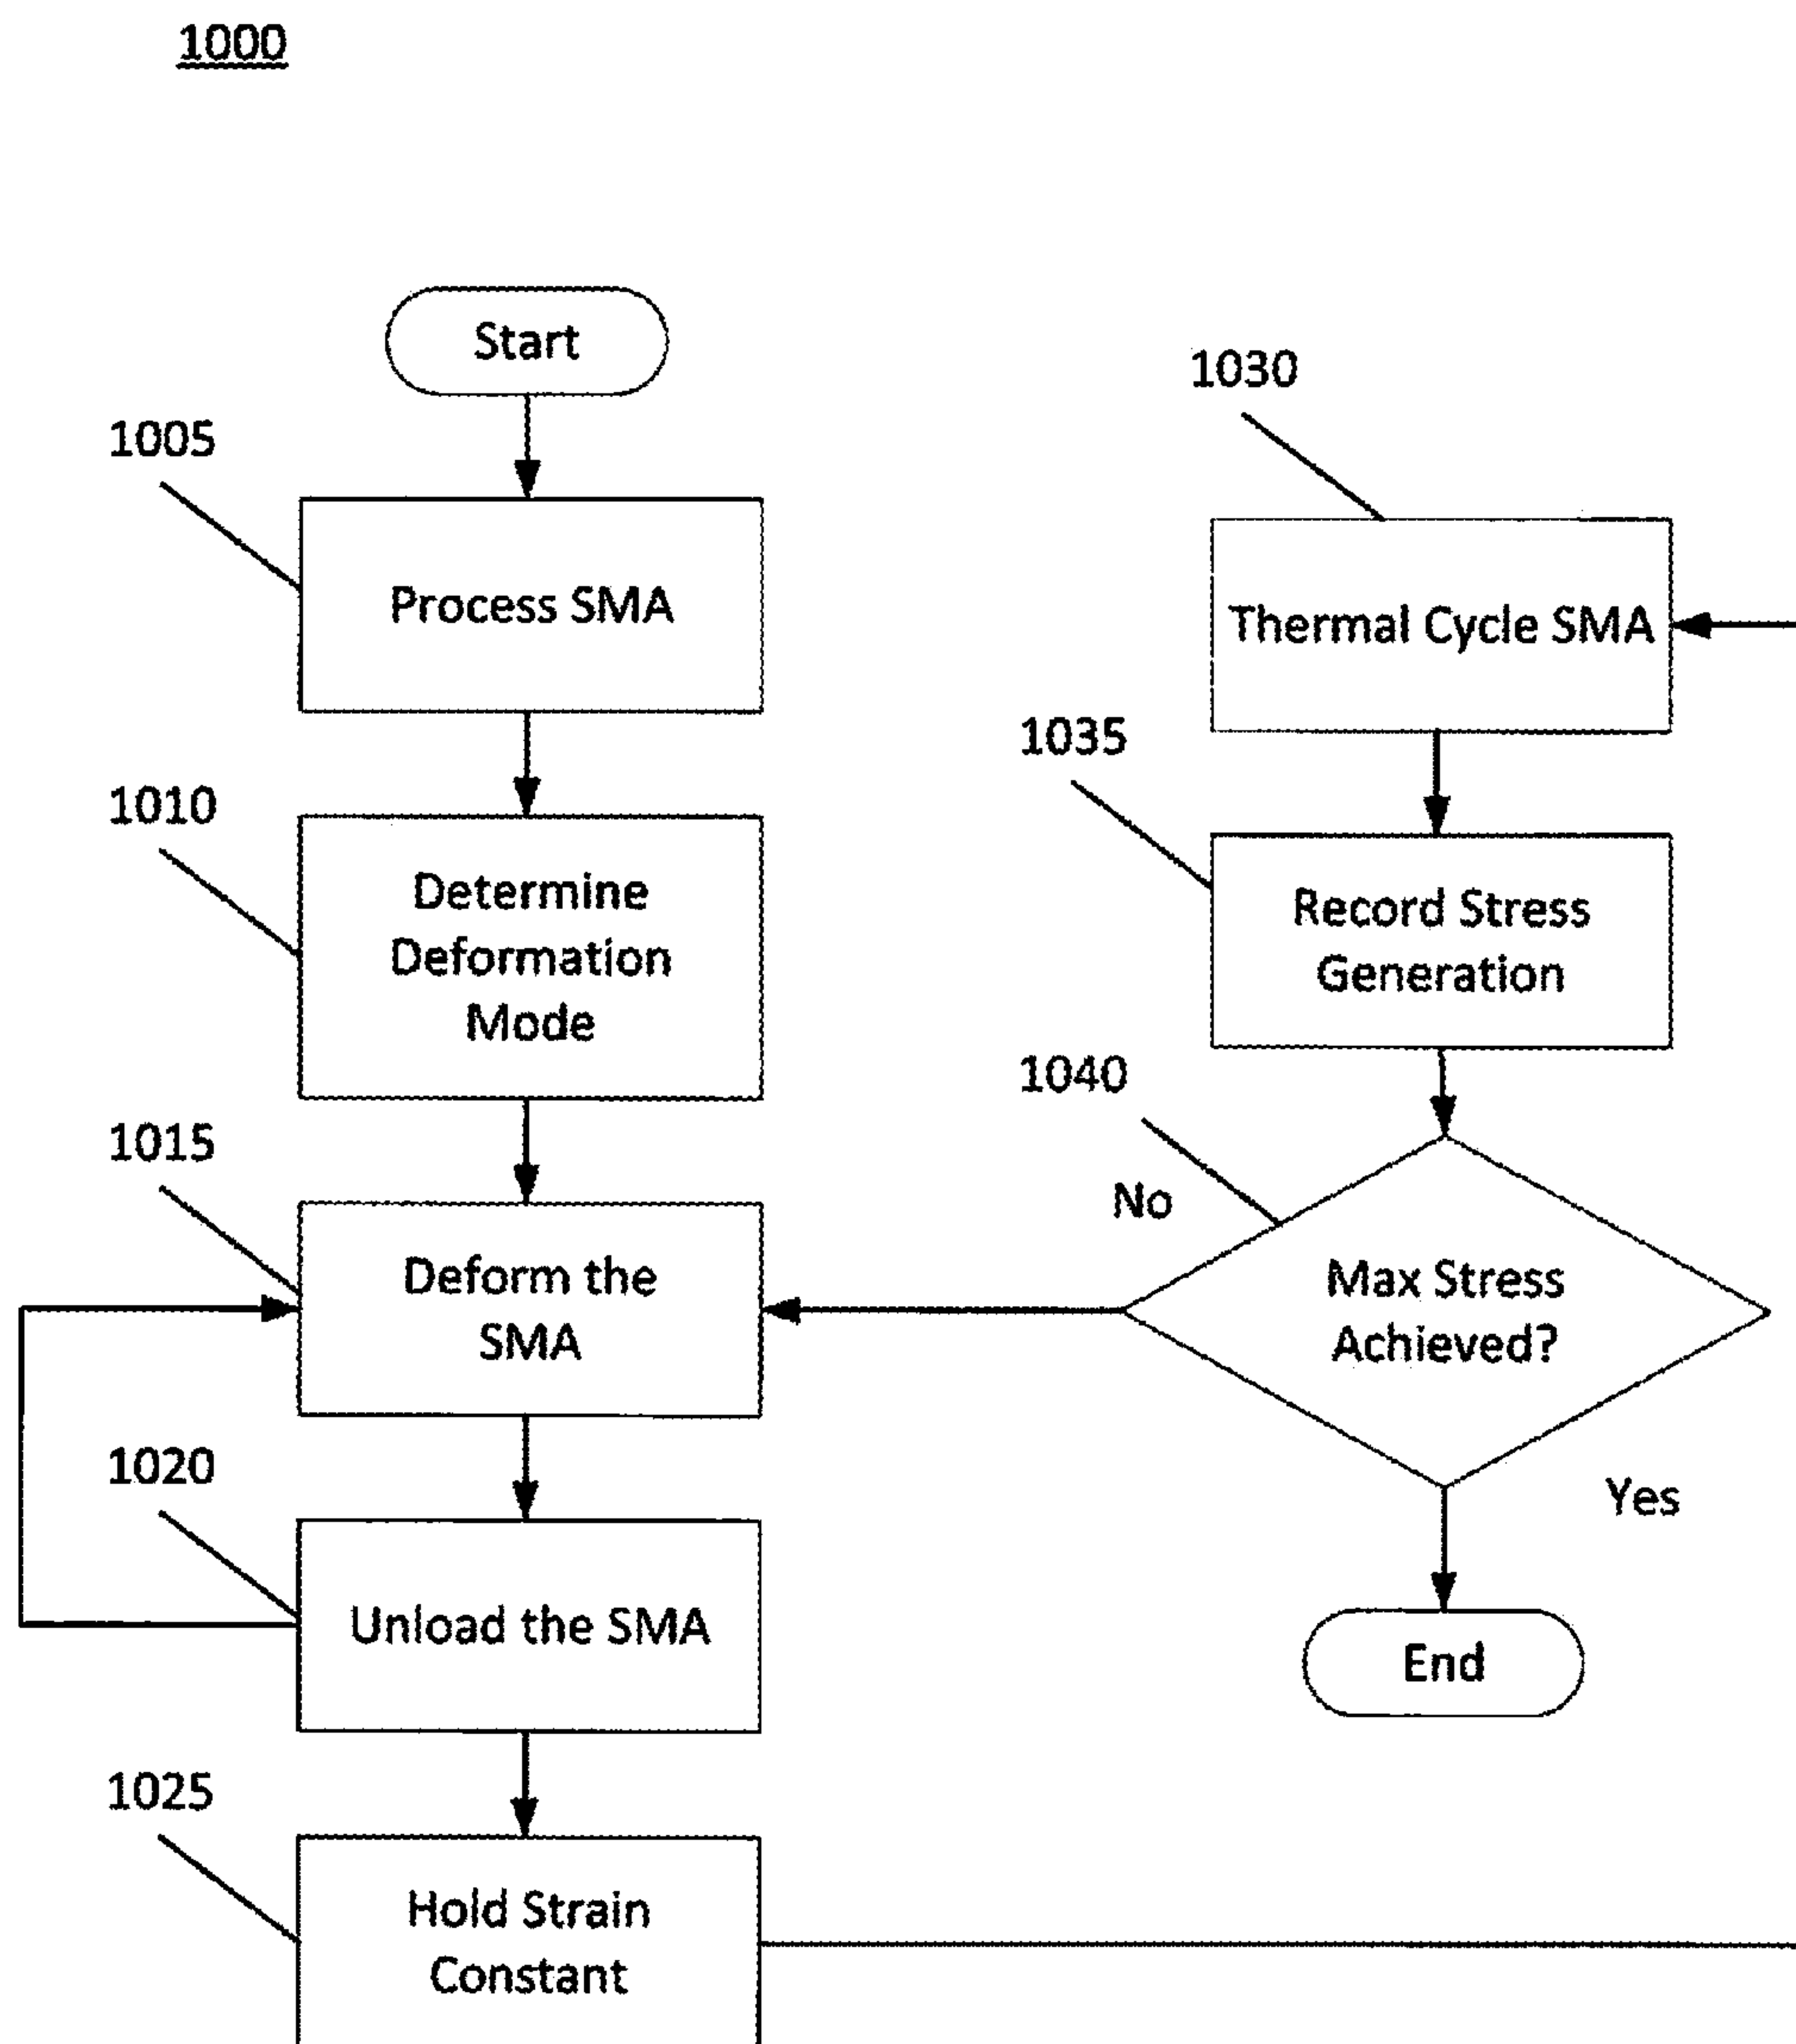 1000
Start
1005
Process SMA
1010
Determine
Deformation
Mode
1015
Deform the
SMA
1020
Unload the SMA
1025
Hold Strain
Constant
1030
Thermal Cycle SMA
1035
Record Stress
Generation
1040
No
Max Stress
Achieved?
Yes
End